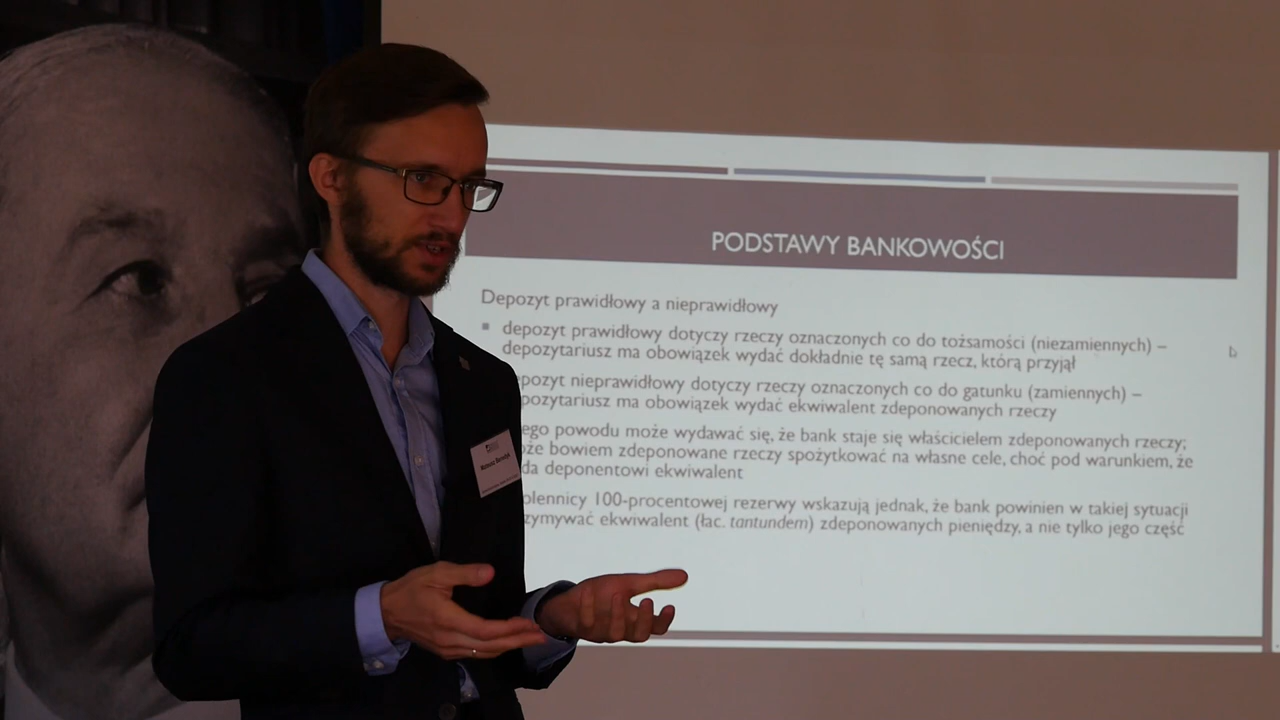 PODSTAWY BANKOWOŚCI
Depozyt prawidłowy a nieprawidłowy
depozyt prawidłowy dotyczy rzeczy oznaczonych co do tożsamości (niezamiennych) –
depozytariusz ma obowiązek wydać dokładnie tę samą rzecz, którą przyjął
epozyt nieprawidłowy dotyczy rzeczy oznaczonych co do gatunku (zamiennych) –
pozytariusz ma obowiązek wydać ekwiwalent zdeponowanych rzeczy
ego powodu może wydawać się, że bank staje się właścicielem zdeponowanych rzeczy;
oże bowiem zdeponowane rzeczy spożytkować na własne cele, choć pod warunkiem, że
da deponentowi ekwiwalent
olennicy 100-procentowej rezerwy wskazują jednak, że bank powinien w takiej sytuacji
zymywać ekwiwalent (łac. tantundem) zdeponowanych pieniędzy, a nie tylko jego część
Mateusz Benedyk